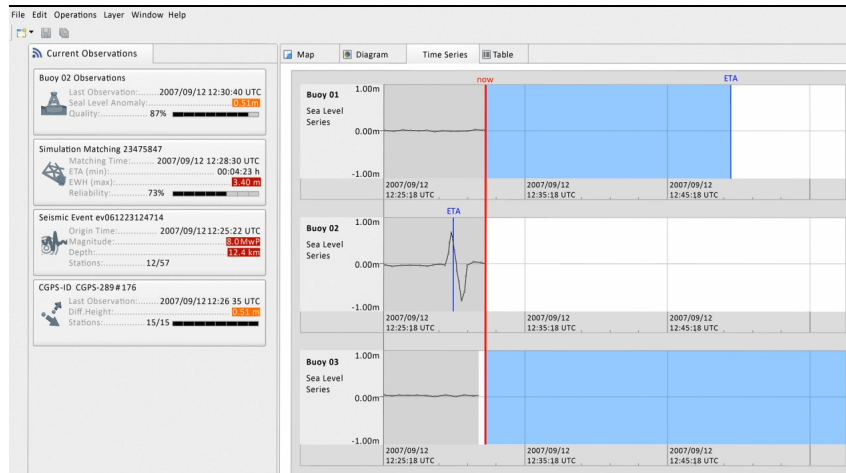 File Edit Operations Layer Window Help
Current Observations
Buoy 02 Observations
Last Observation:........2007/09/12 12:30:40 UTC
Seal Level Anomaly:........................0.51m
Quality:..................87%
Simulation Matching 23475847
Matching Time:......... 2007/09/12 12:28:30 UTC
ETA (min):............................... 00:04:23 h
EWH (max):.................................3.40 m
Reliability:..............73%
Seismic Event ev061223124714
Origin Time:............. 2007/09/12 12:25:22 UTC
Magnitude:................................8.0MwP
Depth:....................................12.4 km
Stations:................12/57
CGPS-ID CGPS-289#176
Last Observation:....... 2007/09/12 12:26 35 UTC
Diff.Height:...............................0.51 m
Stations:.................15/15
Map Diagram Time Series Table
now ETA
Buoy 01
Sea Level
Series
1.00m
0.00m
-1.00m
2007/09/12 2007/09/12 2007/09/12
12:25:18 UTC 12:35:18 UTC 12:45:18 UTC
ETA
Buoy 02
Sea Level
Series
1.00m
0.00m
-1.00m
2007/09/12 2007/09/12 2007/09/12
12:25:18 UTC 12:35:18 UTC 12:45:18 UTC
Buoy 03
Sea Level
Series
1.00m
0.00m
-1.00m
2007/09/12 2007/09/12 2007/09/12
12:25:18 UTC 12:35:18 UTC 12:45:18 UTC